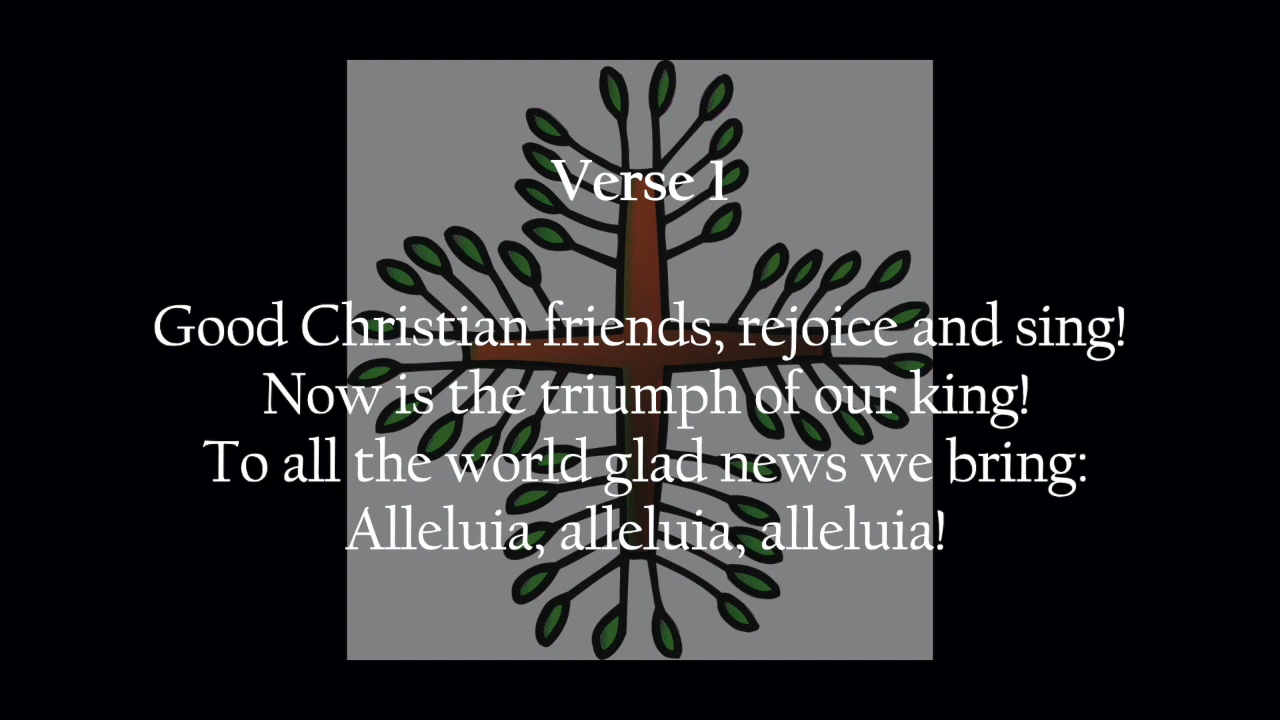 Verse 1
Good Christian friends, rejoice and sing!
Now is the triumph of our king!
To all the world glad news we bring:
Alleluia, alleluia, alleluia!